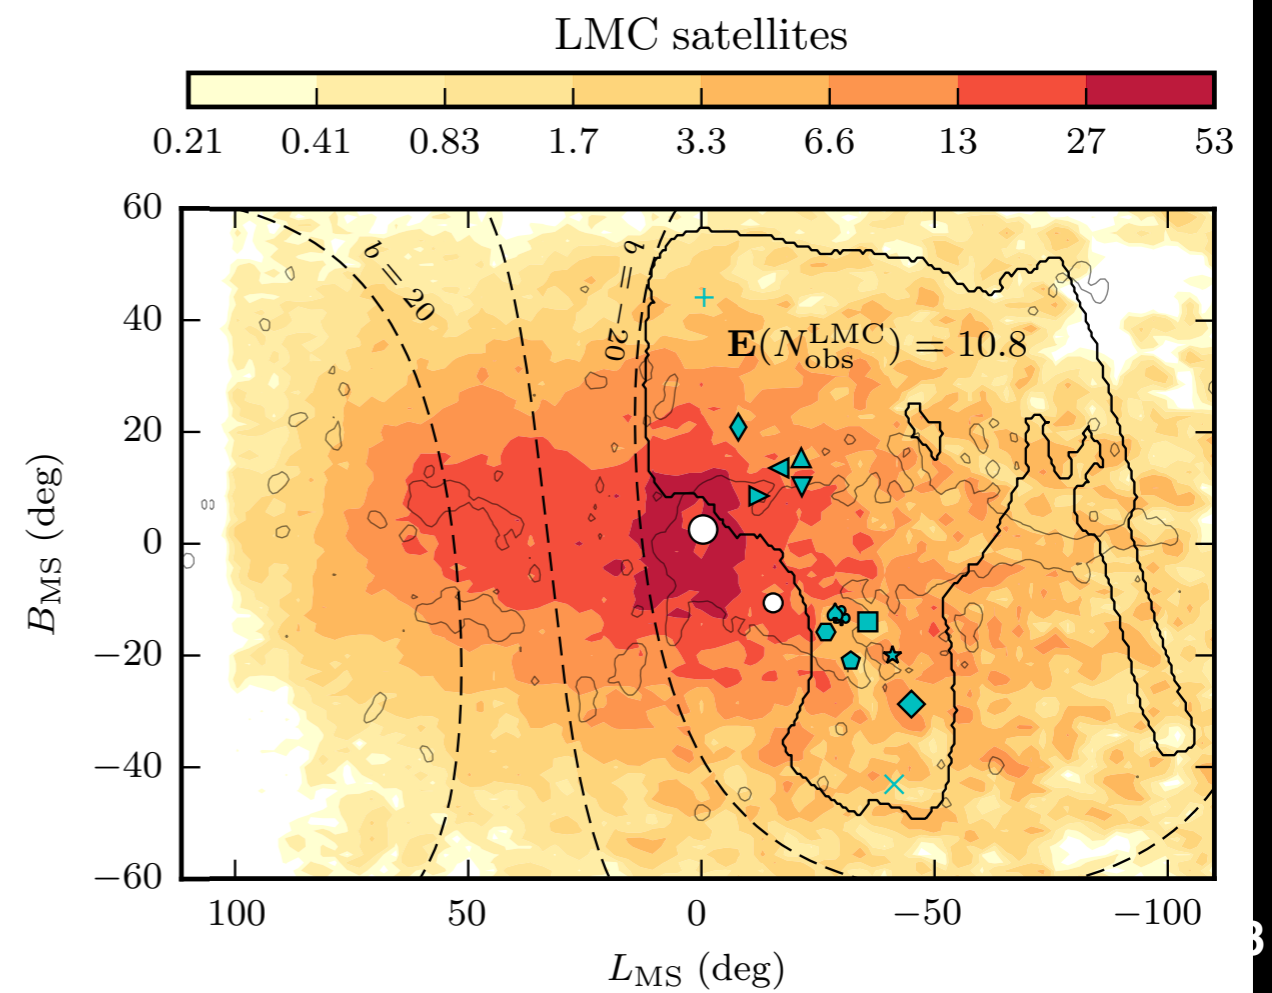 LMC satellites
0.21 0.41 0.83 1.7 3.3 6.6 13 27 53
60
40
20
0
−20
−40
−60
B_MS (deg)
b = 20
b = −20
E(N_obs^LMC) = 10.8
100 50 0 −50 −100
L_MS (deg)